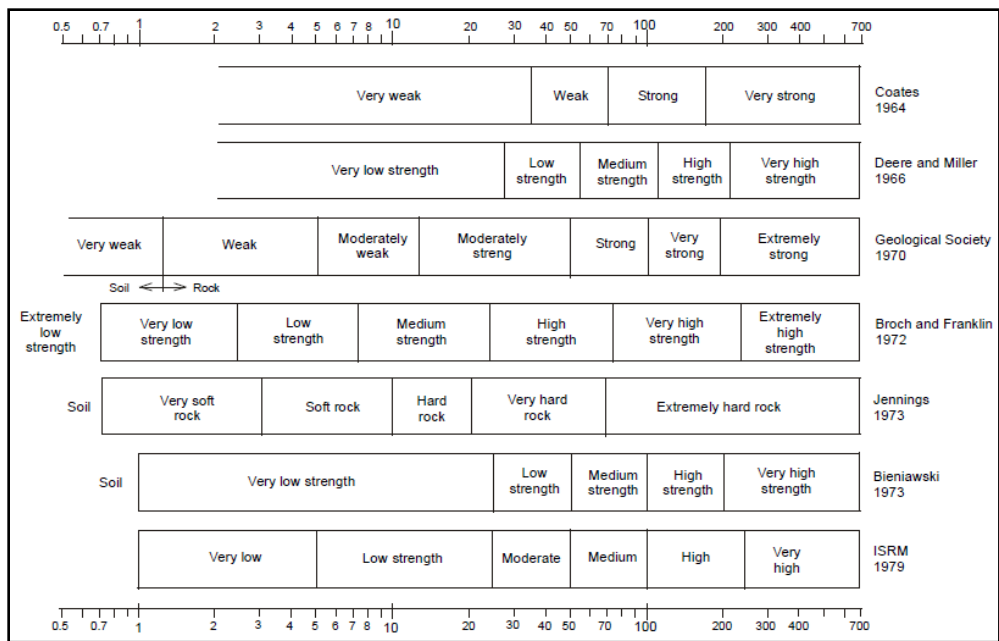 0.5 0.7 1 2 3 4 5 6 7 8 10 20 30 40 50 70 100 200 300 400 700
Very weak Weak Strong Very strong Coates
1964
Very low strength Low Medium High Very high Deere and Miller
strength strength strength strength 1966
Very weak Weak Moderately Moderately Strong Very Extremely Geological Society
weak streng strong strong 1970
Soil Rock
Extremely Very low Low Medium High Very high Extremely Broch and Franklin
low strength strength strength strength strength high 1972
strength strength
Soil Very soft Soft rock Hard Very hard Extremely hard rock Jennings
rock rock rock 1973
Soil Very low strength Low Medium High Very high Bieniawski
strength strength strength strength 1973
Very low Low strength Moderate Medium High Very ISRM
high 1979
0.5 0.7 1 2 3 4 5 6 7 8 10 20 30 40 50 70 100 200 300 400 700